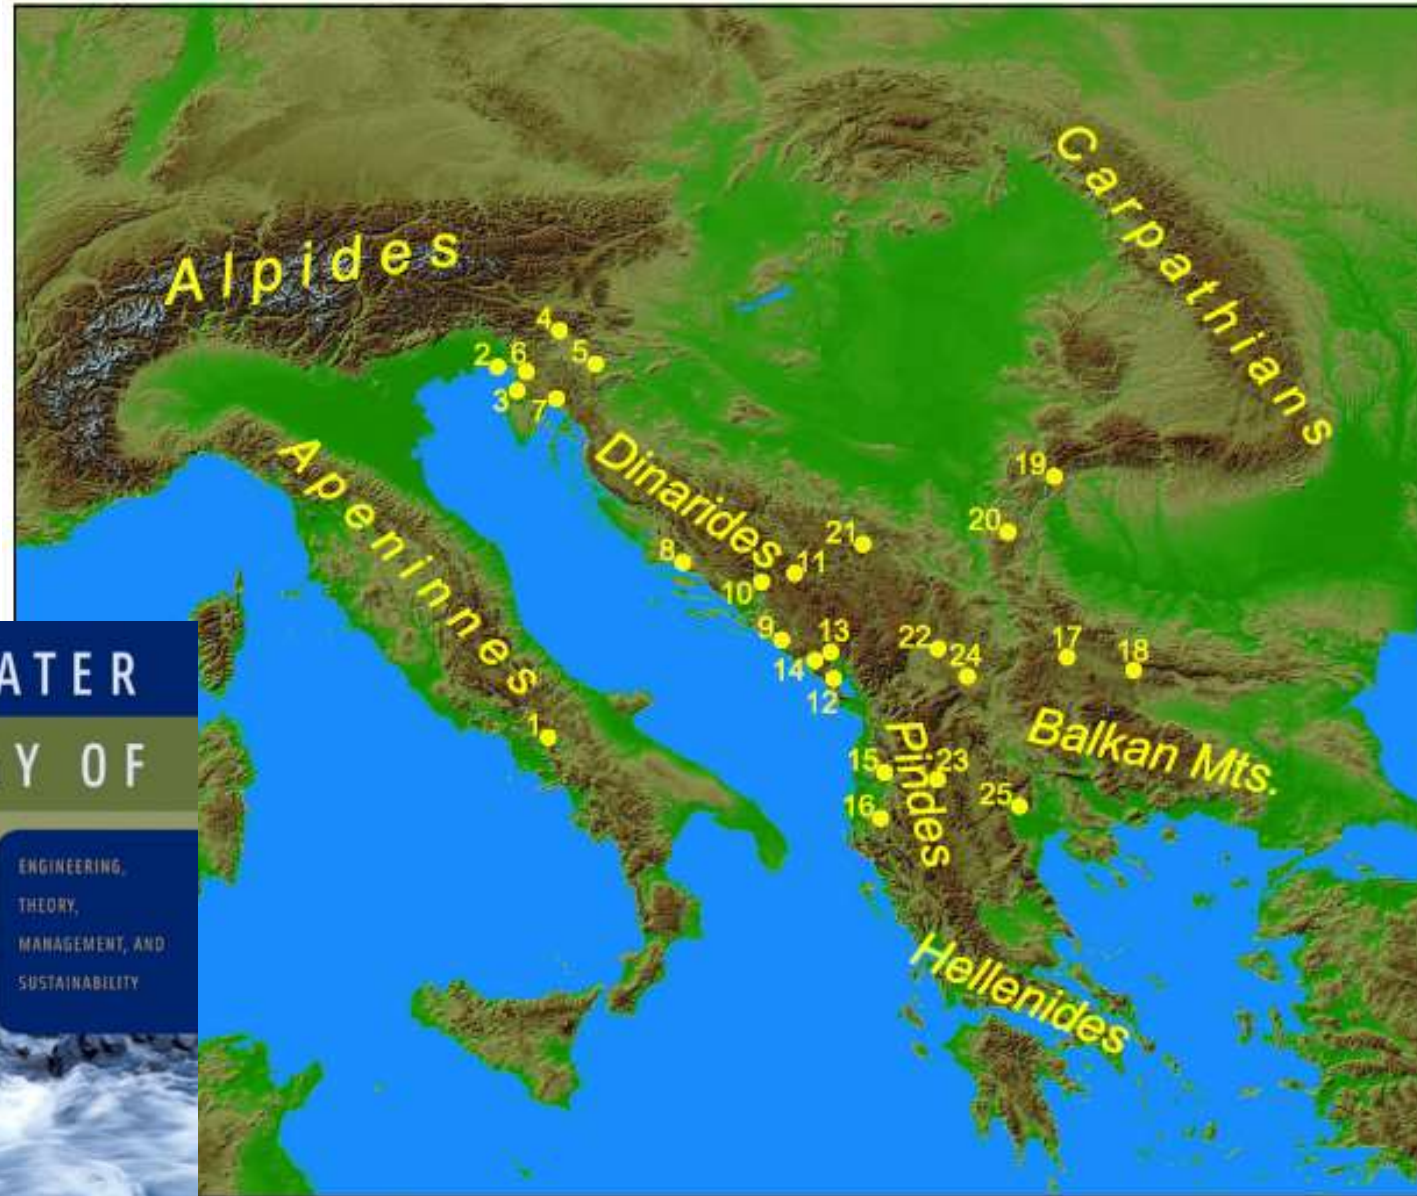 Carpathians
Alpides
4
2
6
5
3
7
Apeninnes
Dinarides
19
20
21
8
11
10
9
13
14
12
22
24
17
18
1
Pindes
Balkan Mts.
15
23
16
25
Hellenides
ATER
Y OF
ENGINEERING,
THEORY,
MANAGEMENT, AND
SUSTAINABILITY